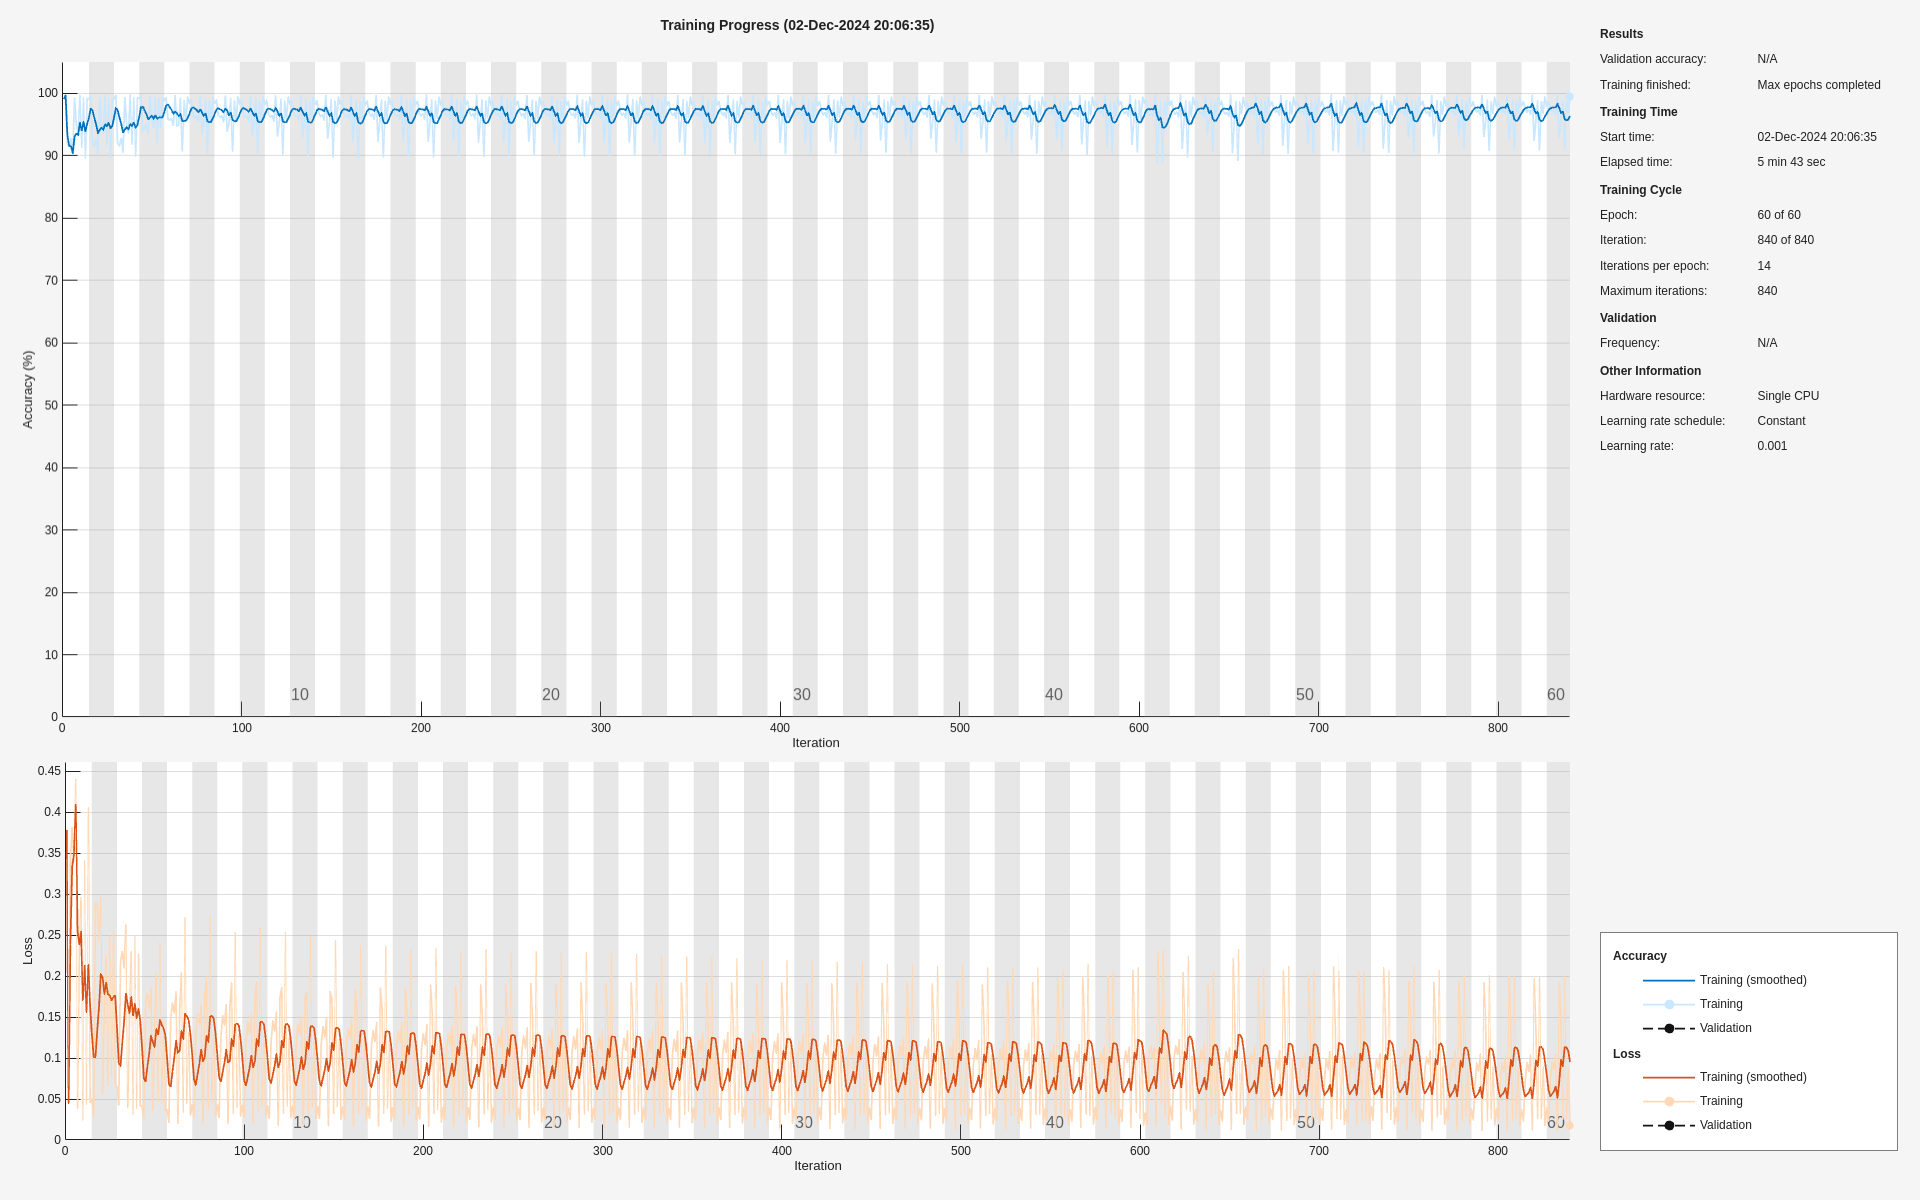 Training Progress (02-Dec-2024 20:06:35)
100
90
80
70
60
50
40
30
20
10
0
Accuracy (%)
10 20 30 40 50 60
0 100 200 300 400 500 600 700 800
Iteration
0.45
0.4
0.35
0.3
0.25
0.2
0.15
0.1
0.05
0
Loss
10 20 30 40 50 60
0 100 200 300 400 500 600 700 800
Iteration
Results
Validation accuracy: N/A
Training finished: Max epochs completed
Training Time
Start time: 02-Dec-2024 20:06:35
Elapsed time: 5 min 43 sec
Training Cycle
Epoch: 60 of 60
Iteration: 840 of 840
Iterations per epoch: 14
Maximum iterations: 840
Validation
Frequency: N/A
Other Information
Hardware resource: Single CPU
Learning rate schedule: Constant
Learning rate: 0.001
Accuracy
Training (smoothed)
Training
Validation
Loss
Training (smoothed)
Training
Validation